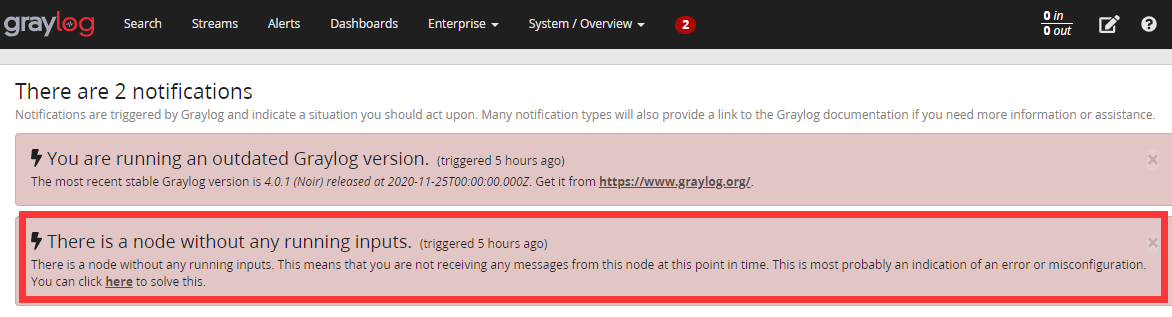 graylog Search Streams Alerts Dashboards Enterprise System / Overview 2 0 in
0 out
There are 2 notifications
Notifications are triggered by Graylog and indicate a situation you should act upon. Many notification types will also provide a link to the Graylog documentation if you need more information or assistance.
You are running an outdated Graylog version. (triggered 5 hours ago)
The most recent stable Graylog version is 4.0.1 (Noir) released at 2020-11-25T00:00:00.000Z. Get it from https://www.graylog.org/.
There is a node without any running inputs. (triggered 5 hours ago)
There is a node without any running inputs. This means that you are not receiving any messages from this node at this point in time. This is most probably an indication of an error or misconfiguration.
You can click here to solve this.